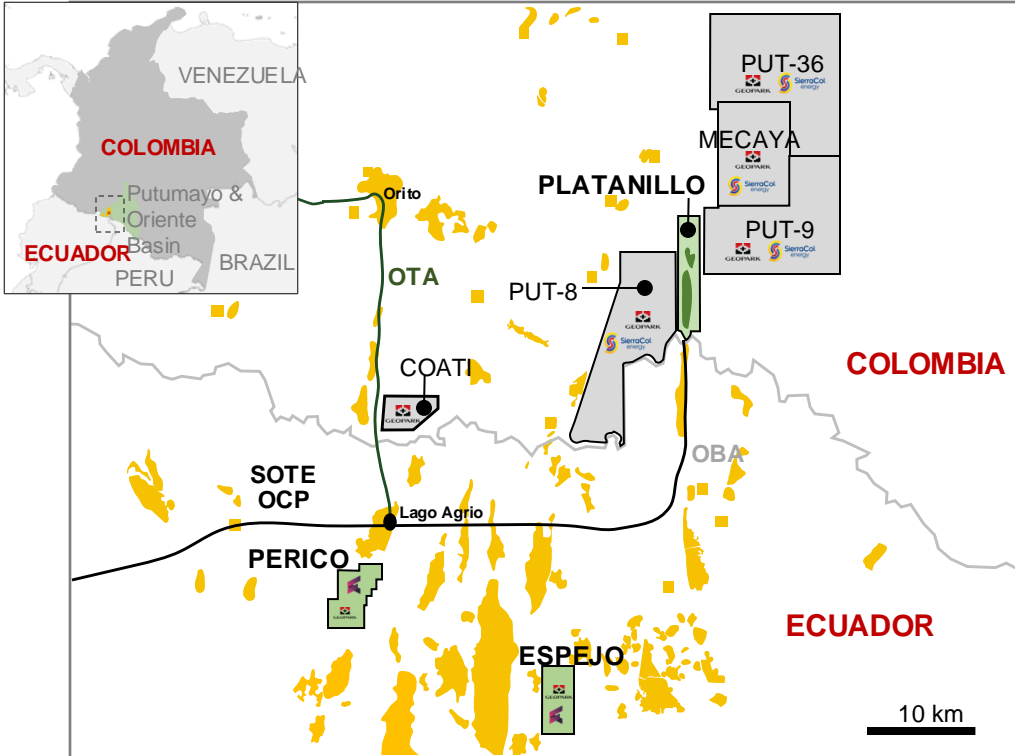 VENEZUELA
COLOMBIA
Putumayo &
Oriente
Basin
ECUADOR
PERU
BRAZIL
PUT-36
GEOPARK
SierraCol
energy
MECAYA
GEOPARK
SierraCol
energy
PLATANILLO
PUT-9
GEOPARK
SierraCol
energy
Orito
OTA
PUT-8
GEOPARK
SierraCol
energy
COATI
GEOPARK
COLOMBIA
OBA
SOTE
OCP
Lago Agrio
PERICO
GEOPARK
ECUADOR
ESPEJO
GEOPARK
10 km